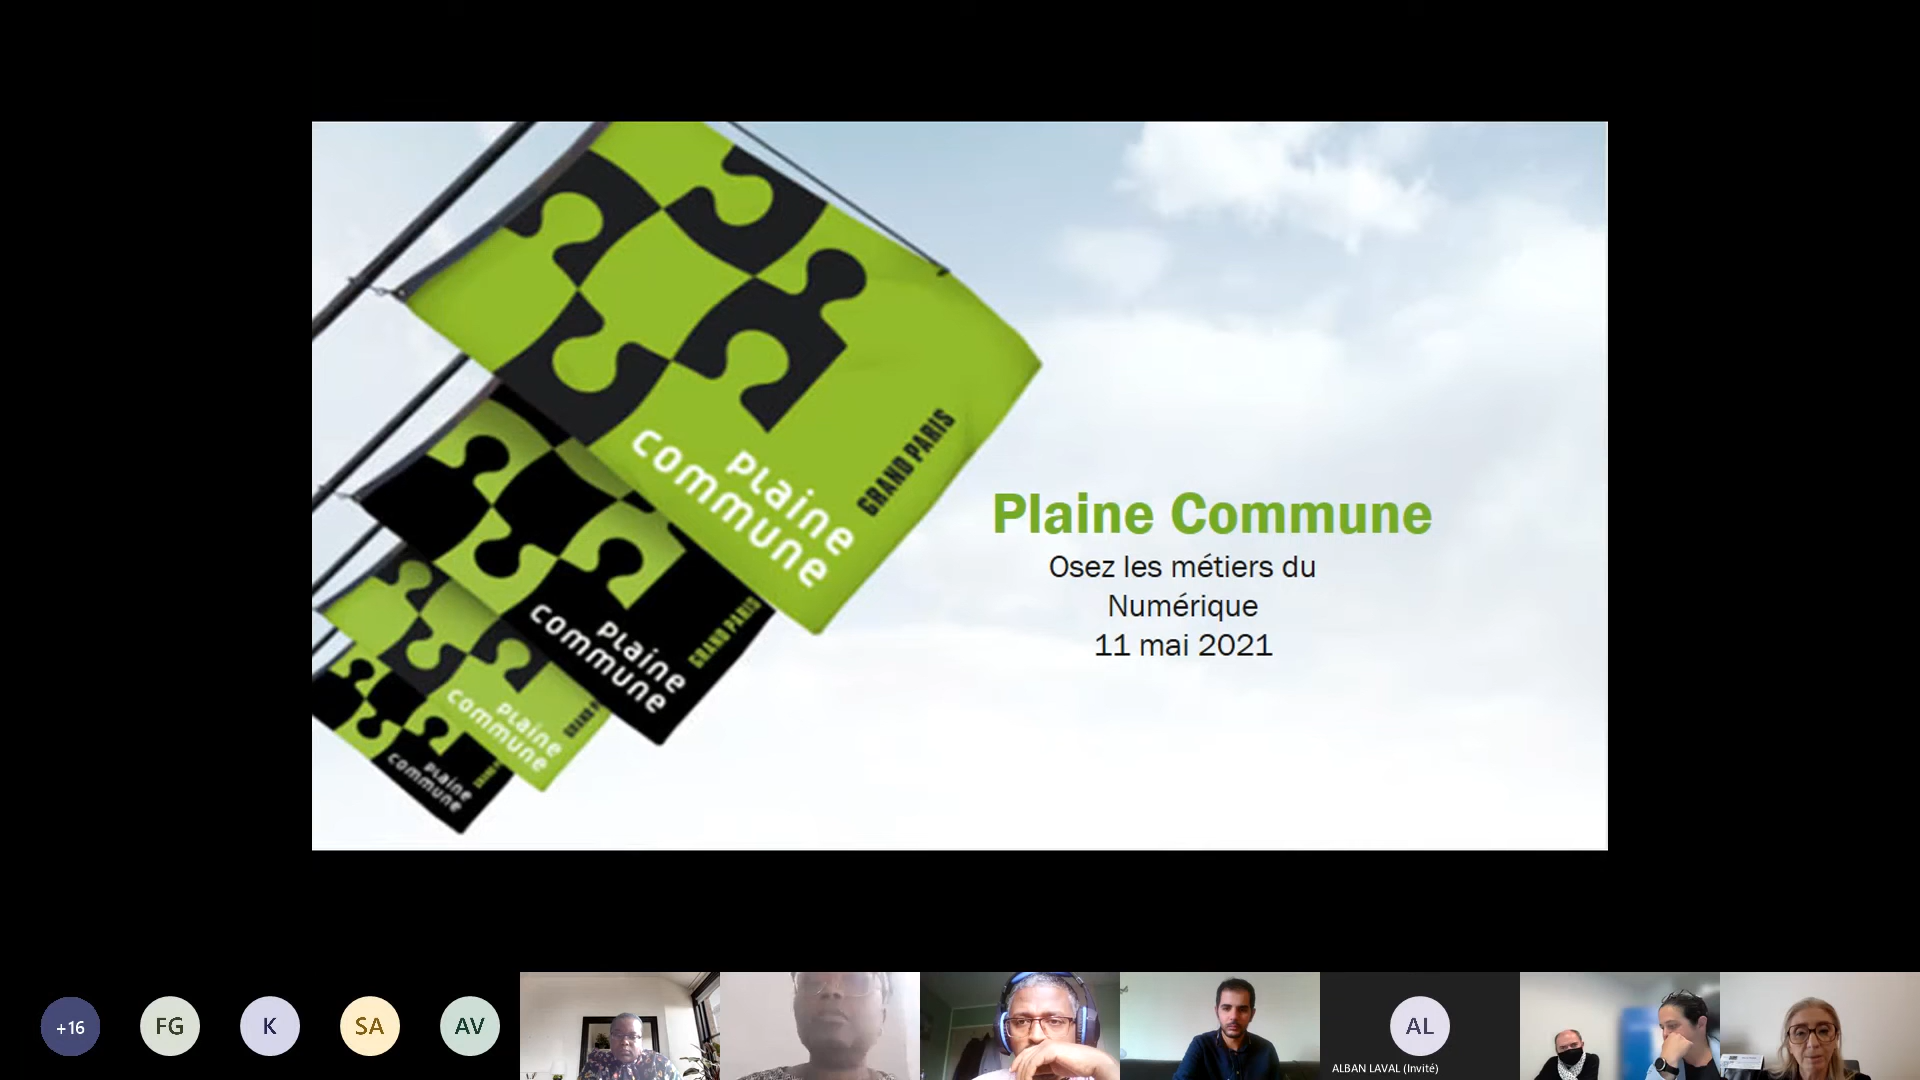 plaine
commune
GRAND PARIS
plaine
commune
GRAND PARIS
plaine
commune
plaine
commune
Plaine Commune
Osez les métiers du
Numérique
11 mai 2021
+16
FG
K
SA
AV
AL
ALBAN LAVAL (Invité)